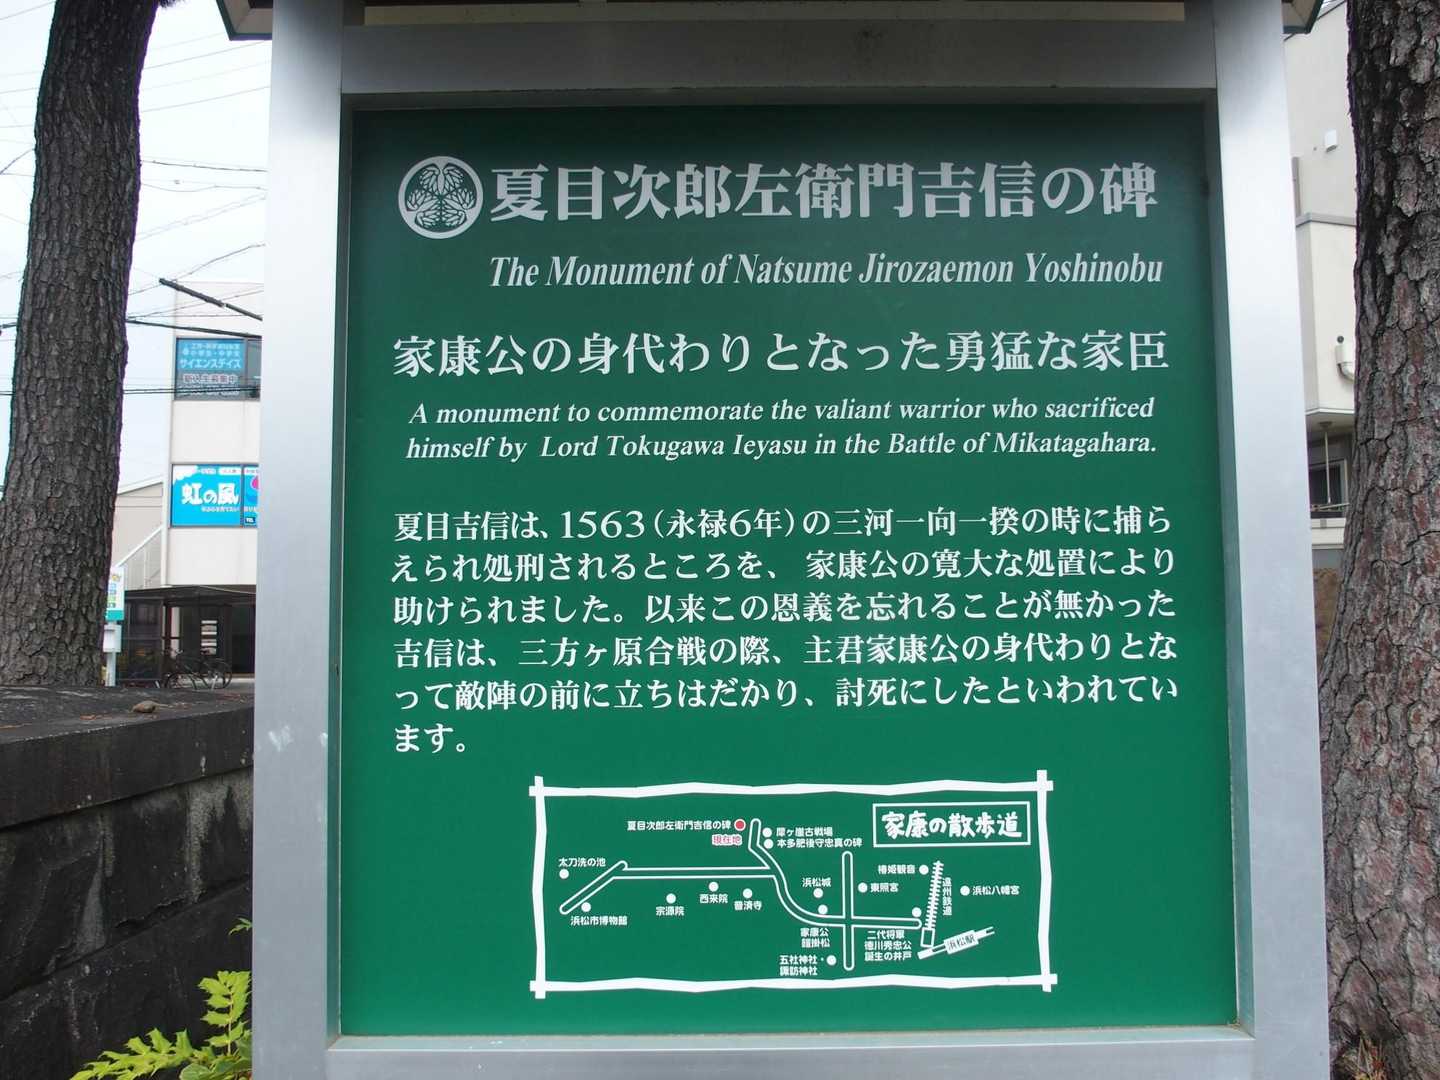 夏目次郎左衛門吉信の碑
The Monument of Natsume Jirozaemon Yoshinobu
家康公の身代わりとなった勇猛な家臣
A monument to commemorate the valiant warrior who sacrificed
himself by Lord Tokugawa Ieyasu in the Battle of Mikatagahara.
夏目吉信は、1563（永禄6年）の三河一向一揆の時に捕ら
えられ処刑されるところを、家康公の寛大な処置により
助けられました。以来この恩義を忘れることが無かった
吉信は、三方ヶ原合戦の際、主君家康公の身代わりとな
って敵陣の前に立ちはだかり、討死にしたといわれてい
ます。
家康の散歩道
夏目次郎左衛門吉信の碑
現在地
犀ヶ崖古戦場
本多肥後守忠真の碑
太刀洗の池
浜松市博物館
宗源院
西来院
普済寺
浜松城
東照宮
椿姫観音
遠州鉄道
浜松八幡宮
家康公
鎧掛松
二代将軍
徳川秀忠公
誕生の井戸
浜松駅
五社神社・
諏訪神社
サイエンスデイズ
虹の風